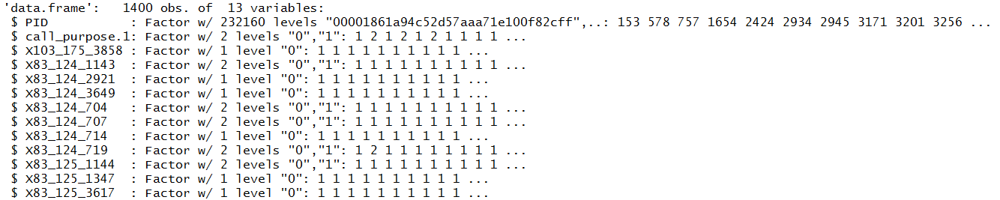 'data.frame':   1400 obs. of  13 variables:
 $ PID           : Factor w/ 232160 levels "00001861a94c52d57aaa71e100f82cff",..: 153 578 757 1654 2424 2934 2945 3171 3201 3256 ...
 $ call_purpose.1: Factor w/ 2 levels "0","1": 1 2 1 2 1 2 1 1 1 1 ...
 $ X103_175_3858 : Factor w/ 1 level "0": 1 1 1 1 1 1 1 1 1 1 ...
 $ X83_124_1143  : Factor w/ 2 levels "0","1": 1 1 1 1 1 1 1 1 1 1 ...
 $ X83_124_2921  : Factor w/ 1 level "0": 1 1 1 1 1 1 1 1 1 1 ...
 $ X83_124_3649  : Factor w/ 1 level "0": 1 1 1 1 1 1 1 1 1 1 ...
 $ X83_124_704   : Factor w/ 2 levels "0","1": 1 1 1 1 1 1 1 1 1 1 ...
 $ X83_124_707   : Factor w/ 2 levels "0","1": 1 1 1 1 1 1 1 1 1 1 ...
 $ X83_124_714   : Factor w/ 1 level "0": 1 1 1 1 1 1 1 1 1 1 ...
 $ X83_124_719   : Factor w/ 2 levels "0","1": 1 2 1 1 1 1 1 1 1 1 ...
 $ X83_125_1144  : Factor w/ 2 levels "0","1": 1 1 1 1 1 1 1 1 1 1 ...
 $ X83_125_1347  : Factor w/ 1 level "0": 1 1 1 1 1 1 1 1 1 1 ...
 $ X83_125_3617  : Factor w/ 1 level "0": 1 1 1 1 1 1 1 1 1 1 ...